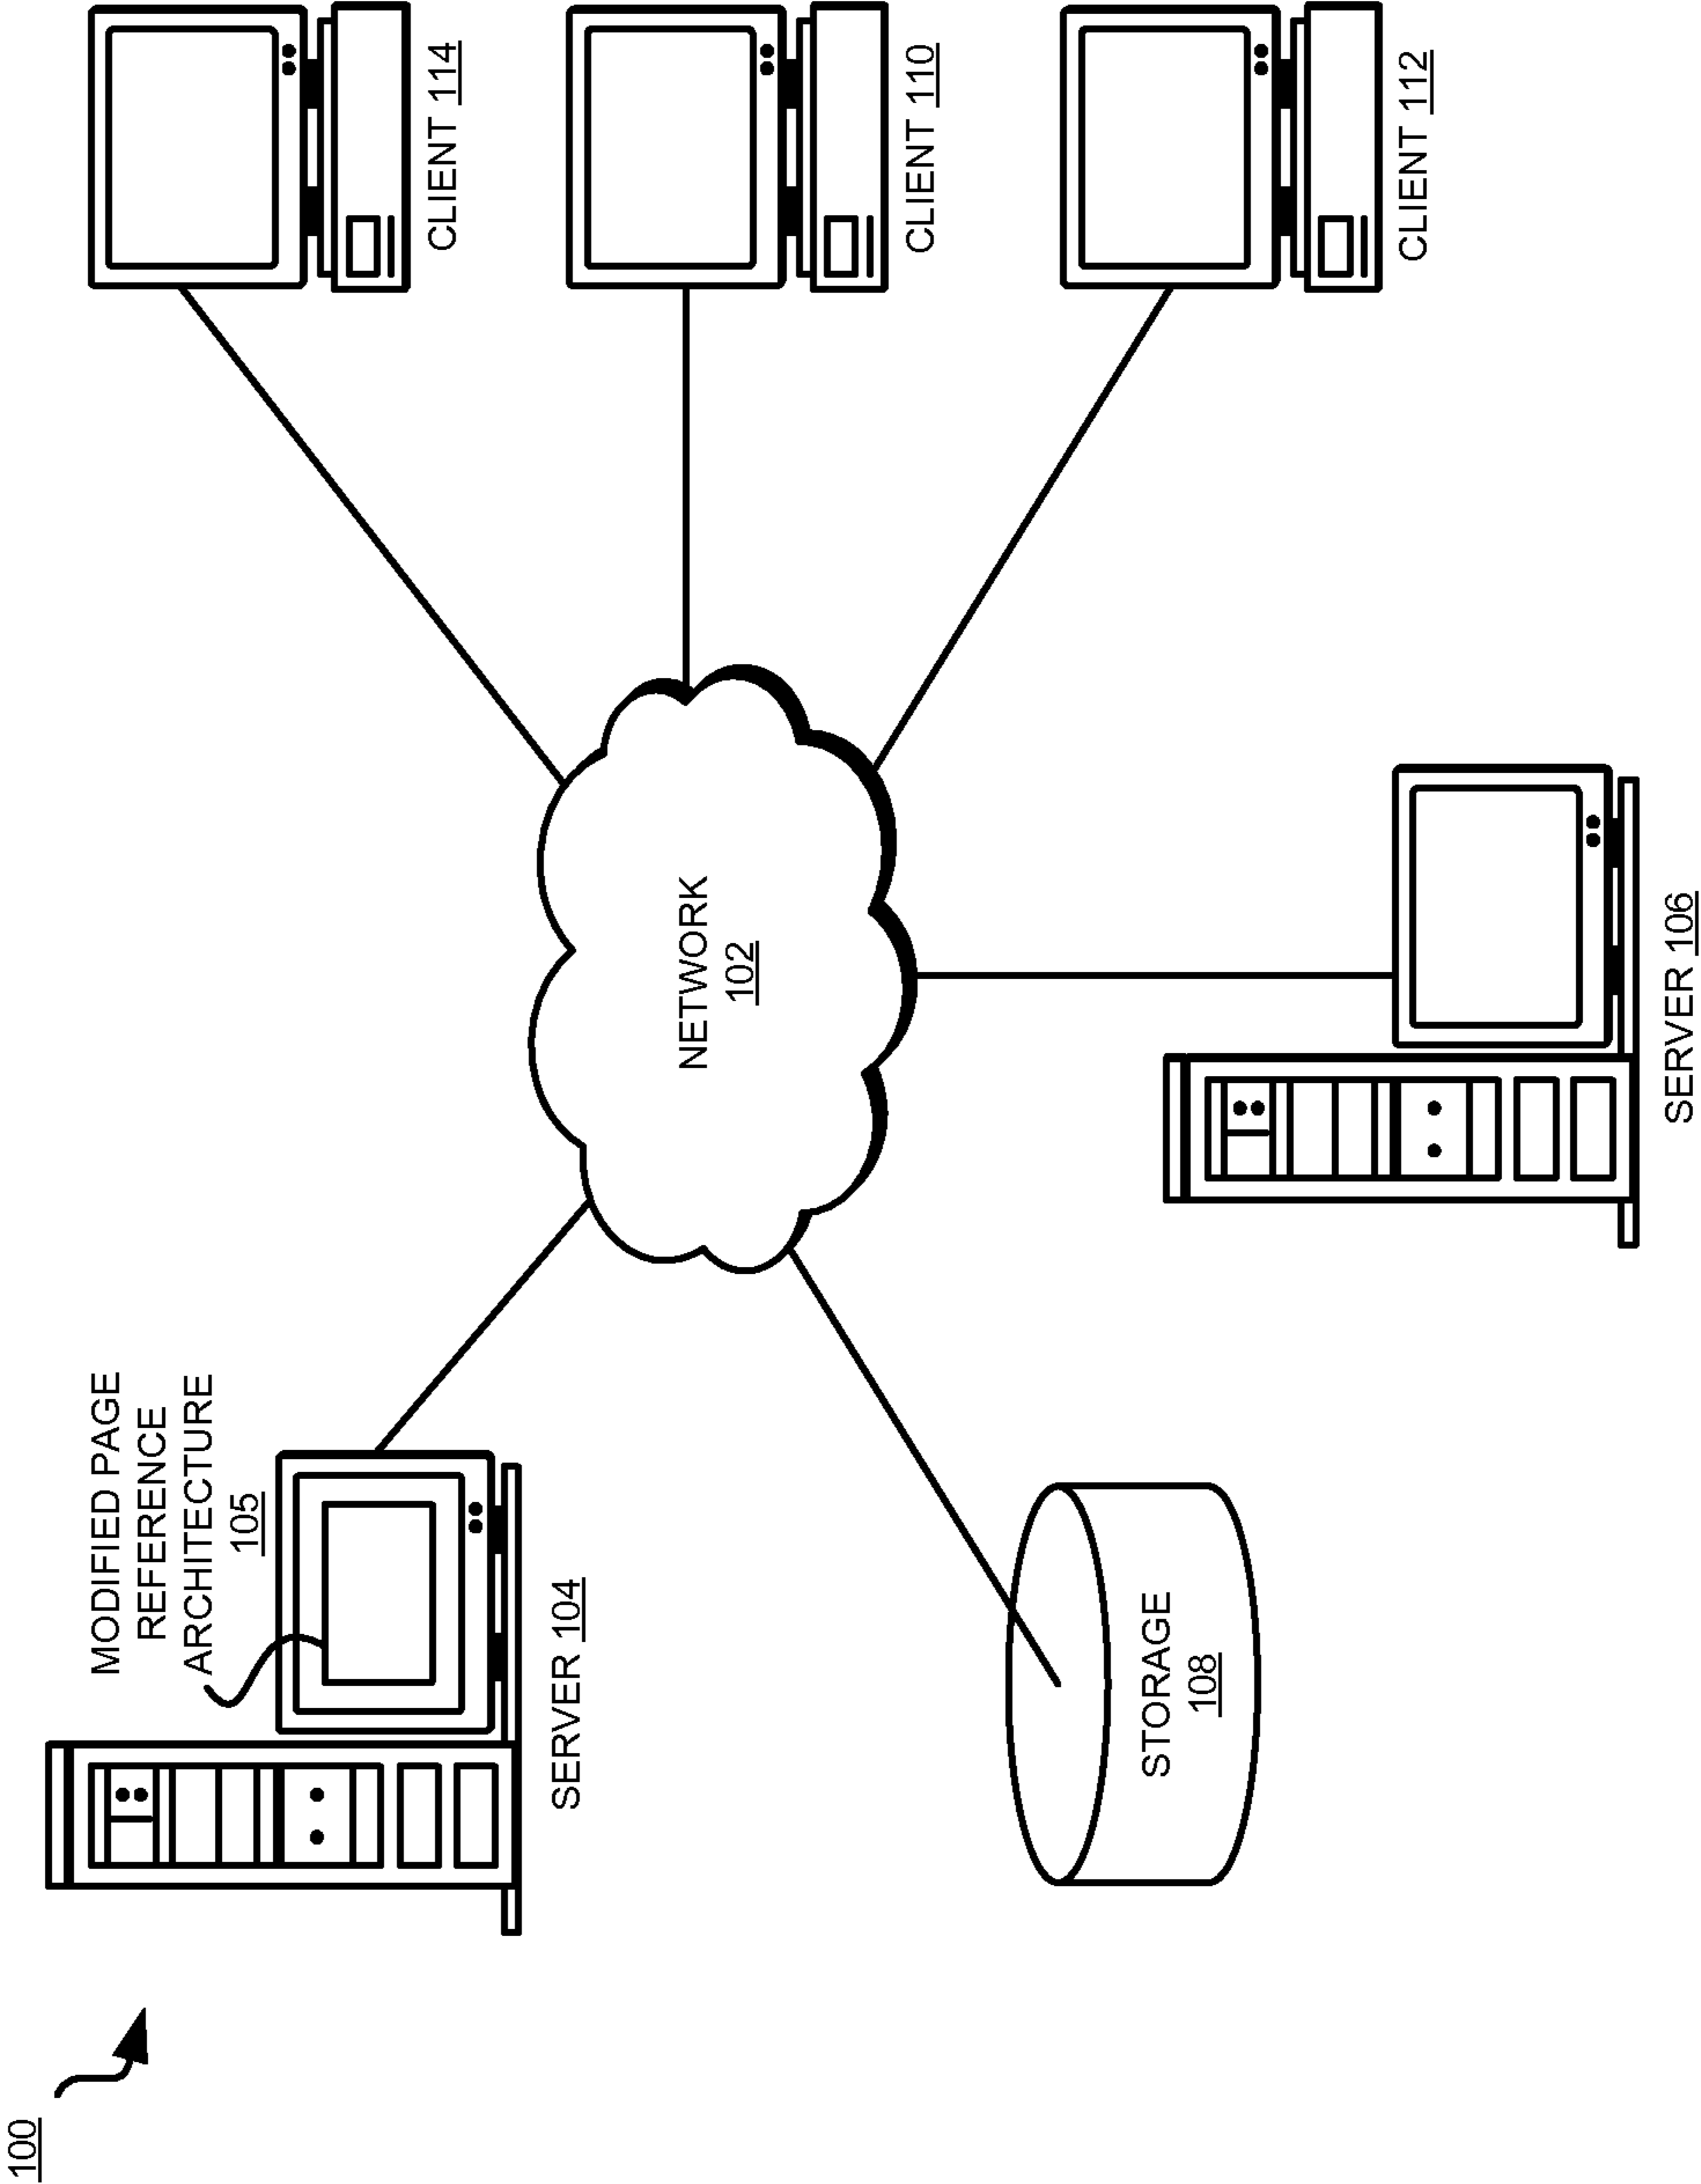 100
MODIFIED PAGE
REFERENCE
ARCHITECTURE
105
SERVER 104
CLIENT 114
NETWORK
102
CLIENT 110
STORAGE
108
SERVER 106
CLIENT 112